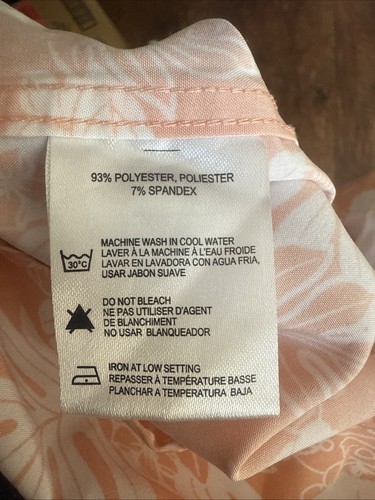 93% POLYESTER, POLIESTER
7% SPANDEX
30°C
MACHINE WASH IN COOL WATER
LAVER À LA MACHINE À L'EAU FROIDE
LAVAR EN LAVADORA CON AGUA FRIA,
USAR JABON SUAVE
DO NOT BLEACH
NE PAS UTILISER D'AGENT
DE BLANCHIMENT
NO USAR BLANQUEADOR
IRON AT LOW SETTING
REPASSER À TEMPÉRATURE BASSE
PLANCHAR A TEMPERATURA BAJA